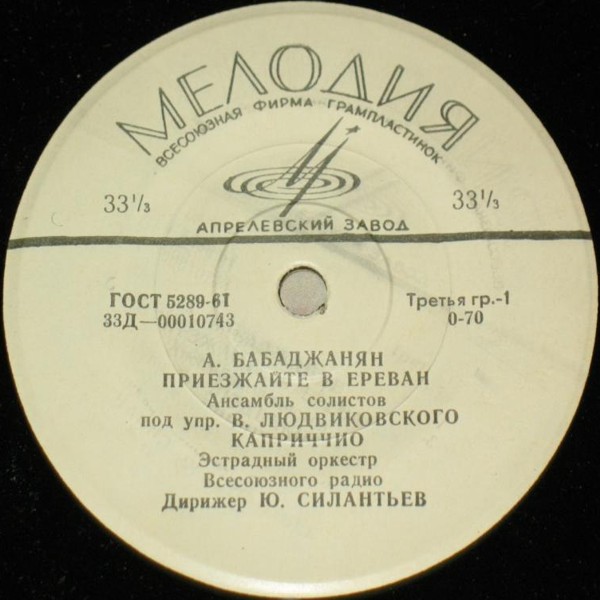 МЕЛОДИЯ
ВСЕСОЮЗНАЯ ФИРМА ГРАМПЛАСТИНОК
33⅓ 33⅓
АПРЕЛЕВСКИЙ ЗАВОД
ГОСТ 5289-61 Третья гр.-1
33Д—00010743 0-70
А. БАБАДЖАНЯН
ПРИЕЗЖАЙТЕ В ЕРЕВАН
Ансамбль солистов
под упр. В. ЛЮДВИКОВСКОГО
КАПРИЧЧИО
Эстрадный оркестр
Всесоюзного радио
Дирижер Ю. СИЛАНТЬЕВ